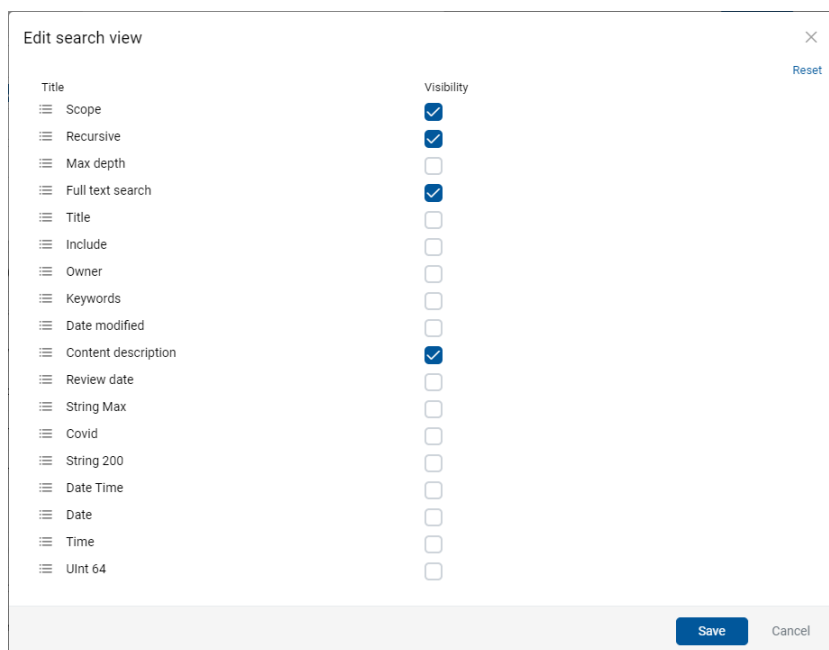 Edit search view
Reset
Title Visibility
Scope
Recursive
Max depth
Full text search
Title
Include
Owner
Keywords
Date modified
Content description
Review date
String Max
Covid
String 200
Date Time
Date
Time
UInt 64
Save Cancel